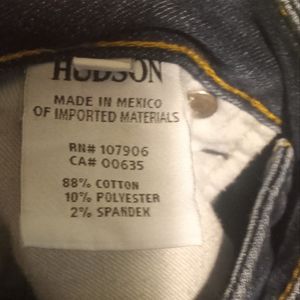 HUDSON
MADE IN MEXICO
OF IMPORTED MATERIALS
RN# 107906
CA# 00635
88% COTTON
10% POLYESTER
2% SPANDEX